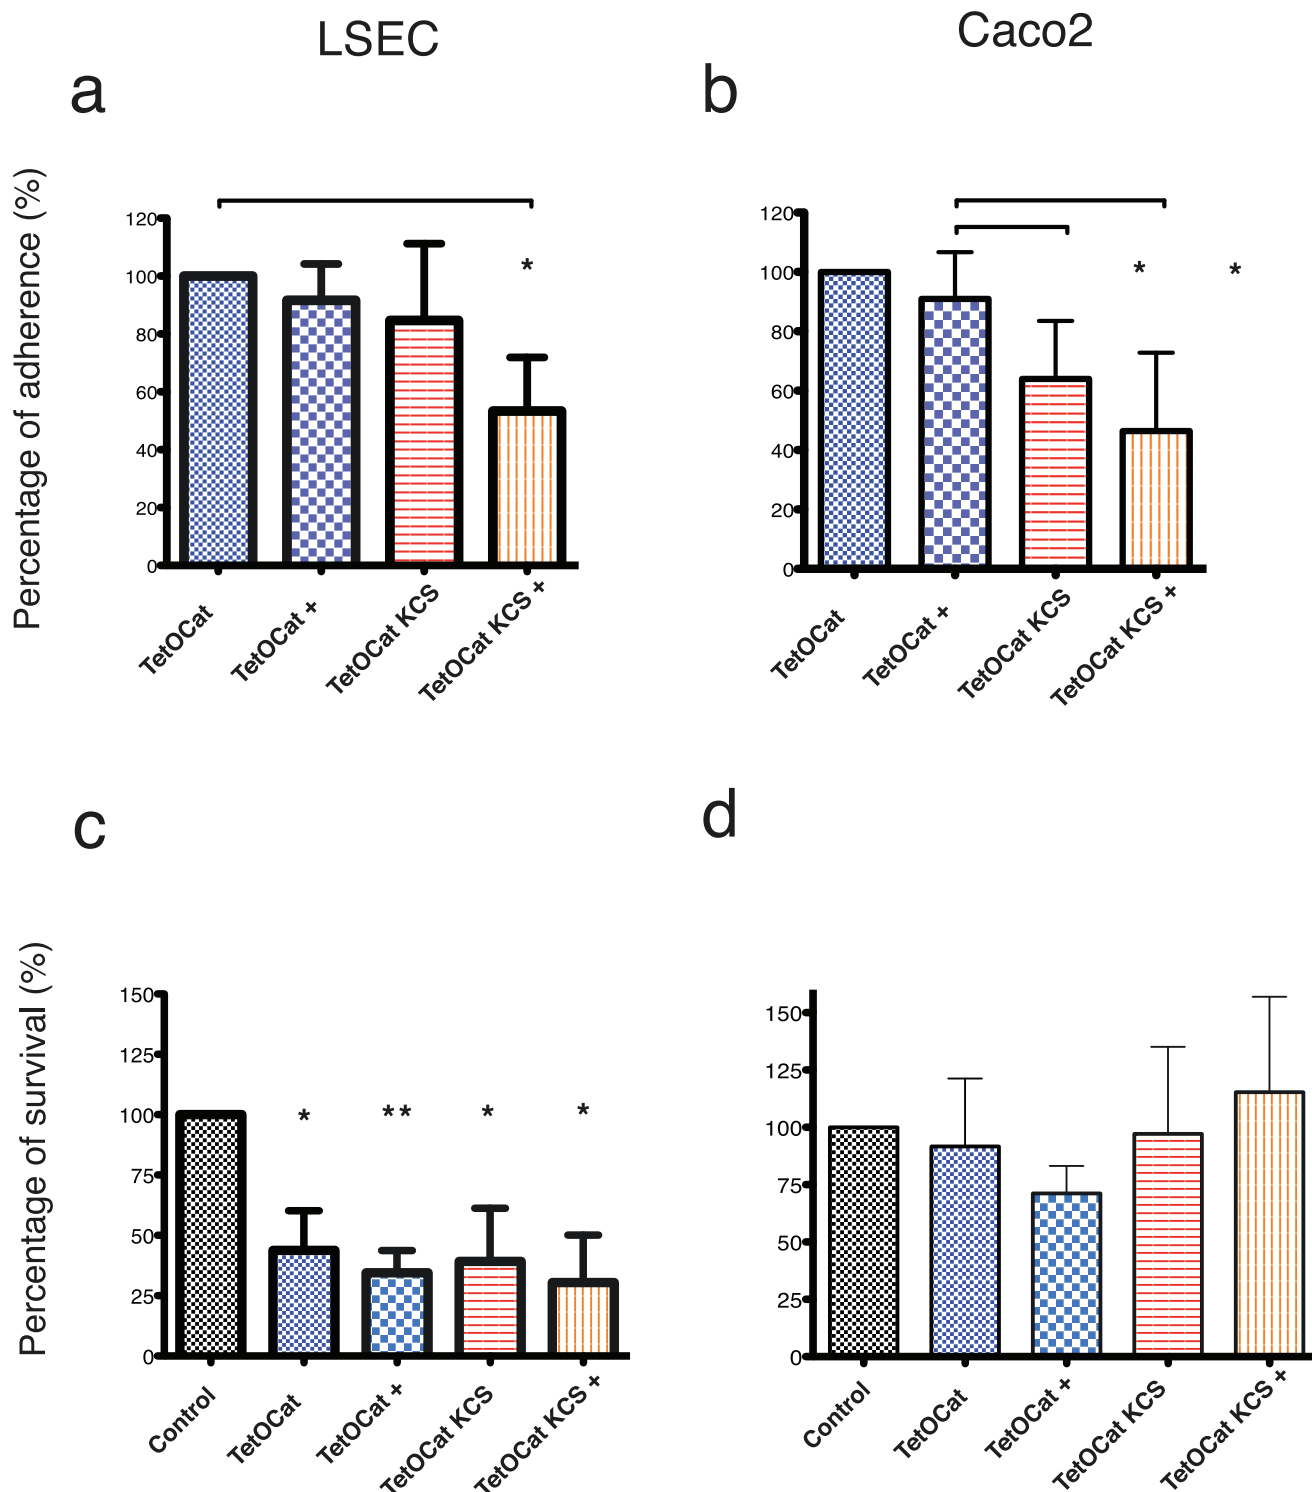 LSEC
Caco2
a
b
Percentage of adherence (%)
120
100
80
60
40
20
0
*
TetOCat
TetOCat +
TetOCat KCS
TetOCat KCS +
120
100
80
60
40
20
0
*
*
TetOCat
TetOCat +
TetOCat KCS
TetOCat KCS +
c
d
Percentage of survival (%)
150
125
100
75
50
25
0
*
**
*
*
Control
TetOCat
TetOCat +
TetOCat KCS
TetOCat KCS +
150
125
100
75
50
25
0
Control
TetOCat
TetOCat +
TetOCat KCS
TetOCat KCS +